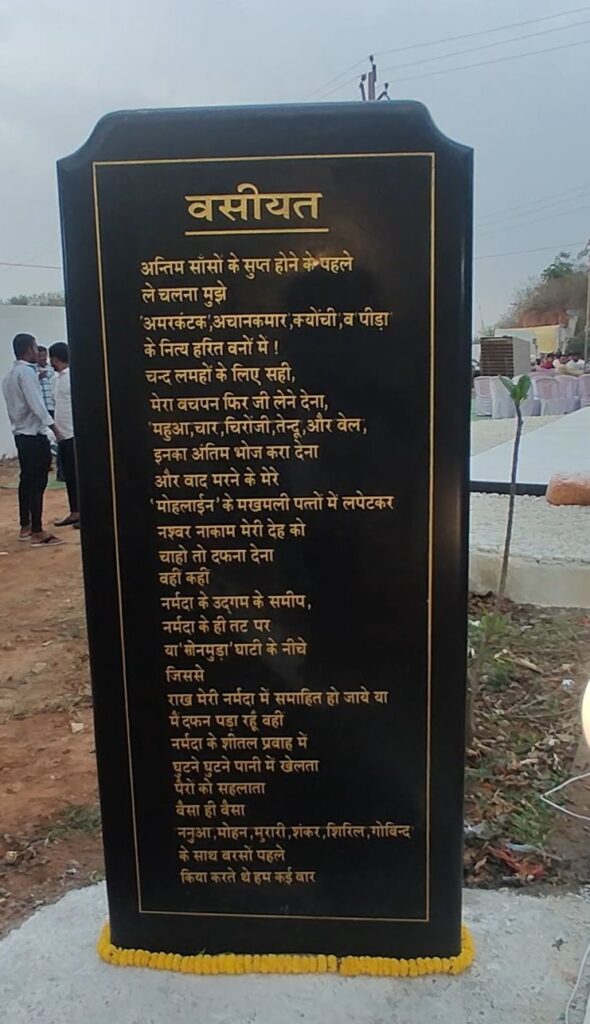 वसीयत
अन्तिम साँसों के सुप्त होने के पहले
ले चलना मुझे
'अमरकंटक',अचानकमार,'क्योंची',व 'पीड़ा'
के नित्य हरित वनों में !
चन्द लमहों के लिए सही,
मेरा वचपन फिर जी लेने देना,
'महुआ,चार,चिरोंजी,तेन्दू,और वेल,
इनका अंतिम भोज करा देना
और वाद मरने के मेरे
'मोहलाईन' के मखमली पत्तों में लपेटकर
नश्वर नाकाम मेरी देह को
चाहो तो दफना देना
वहीं कहीं
नर्मदा के उद्गम के समीप,
नर्मदा के ही तट पर
या 'सोनमुड़ा' घाटी के नीचे
जिससे
राख मेरी नर्मदा में समाहित हो जाये या
मैं दफन पड़ा रहूं वहीं
नर्मदा के शीतल प्रवाह में
घुटने घुटने पानी में खेलता
पैरों को सहलाता
वैसा ही वैसा
ननुआ,मोहन,मुरारी,शंकर,शिरिल,गोविन्द
के साथ वरसों पहले
किया करते थे हम कई वार